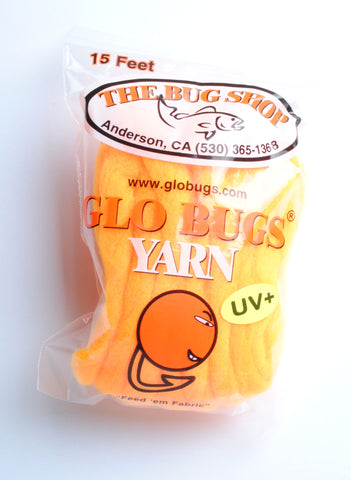 15 Feet
THE BUG SHOP
Anderson, CA (530) 365-1368
www.globugs.com
GLO BUGS®
YARN
UV+
"Feed 'em Fabric"